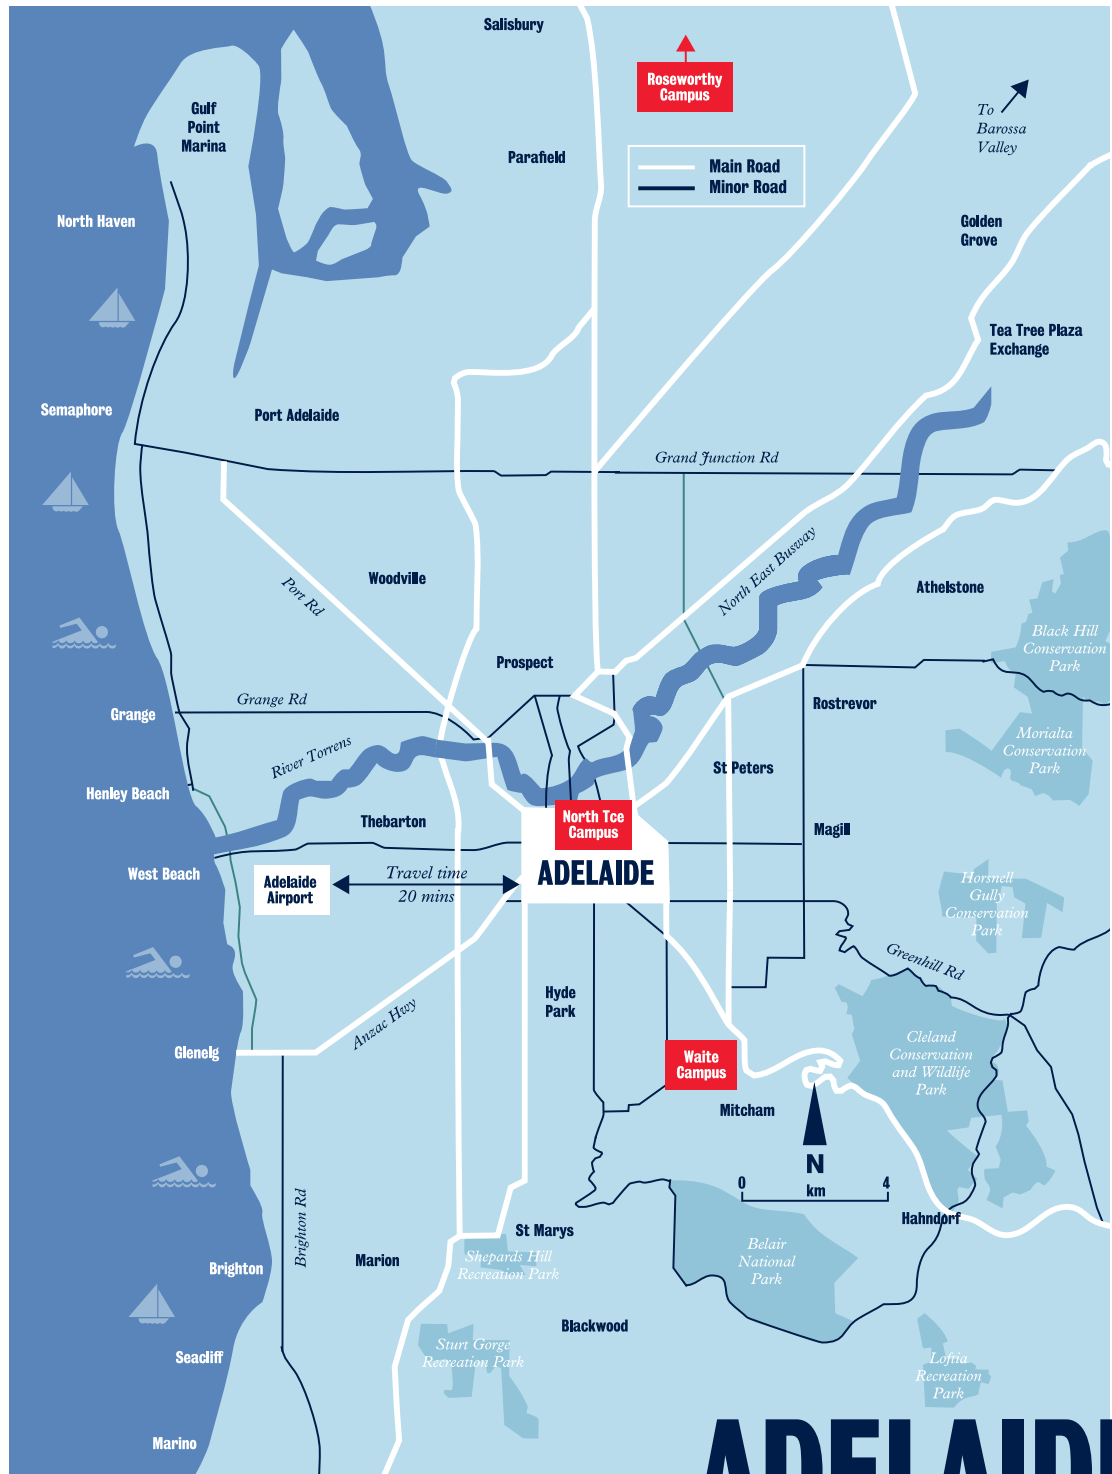 Salisbury
Roseworthy
Campus
Gulf
Point
Marina
To
Barossa
Valley
Parafield
Main Road
Minor Road
North Haven
Golden
Grove
Tea Tree Plaza
Exchange
Semaphore
Port Adelaide
Grand Junction Rd
North East Busway
Woodville
Port Rd
Athelstone
Black Hill
Conservation
Park
Prospect
Grange Rd
Rostrevor
Grange
River Torrens
Morialta
Conservation
Park
St Peters
Henley Beach
Thebarton
North Tce
Campus
Magill
West Beach
Adelaide
Airport
Travel time
20 mins
ADELAIDE
Horsnell
Gully
Conservation
Park
Greenhill Rd
Hyde
Park
Anzac Hwy
Glenelg
Waite
Campus
Cleland
Conservation
and Wildlife
Park
Mitcham
N
0
4
km
Brighton Rd
Hahndorf
St Marys
Marion
Shepards Hill
Recreation Park
Belair
National
Park
Brighton
Blackwood
Sturt Gorge
Recreation Park
Seacliff
Loftia
Recreation
Park
Marino
ADELAIDE